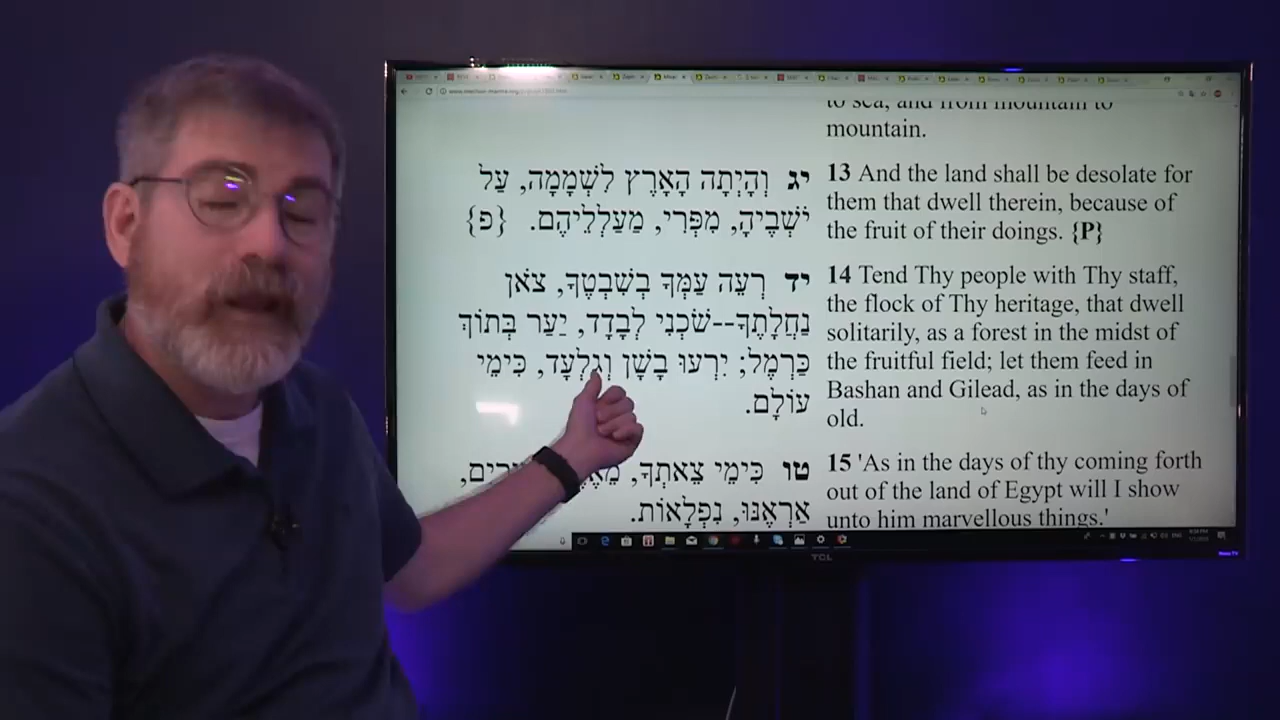 to sea, and from mountain to
mountain.
יג וְהָיְתָה הָאָרֶץ לִשְׁמָמָה, עַל
יֹשְׁבֶיהָ, מִפְּרִי, מַעַלְלֵיהֶם. {פ}
13 And the land shall be desolate for
them that dwell therein, because of
the fruit of their doings. {P}
יד רְעֵה עַמְּךָ בְשִׁבְטֶךָ, צֹאן
נַחֲלָתֶךָ--שֹׁכְנִי לְבָדָד, יַעַר בְּתוֹךְ
כַּרְמֶל; יִרְעוּ בָשָׁן וְגִלְעָד, כִּימֵי
עוֹלָם.
14 Tend Thy people with Thy staff,
the flock of Thy heritage, that dwell
solitarily, as a forest in the midst of
the fruitful field; let them feed in
Bashan and Gilead, as in the days of
old.
טו כִּימֵי צֵאתְךָ,
אַרְאֶנּוּ, נִפְלָאוֹת.
15 'As in the days of thy coming forth
out of the land of Egypt will I show
unto him marvellous things.'
TCL